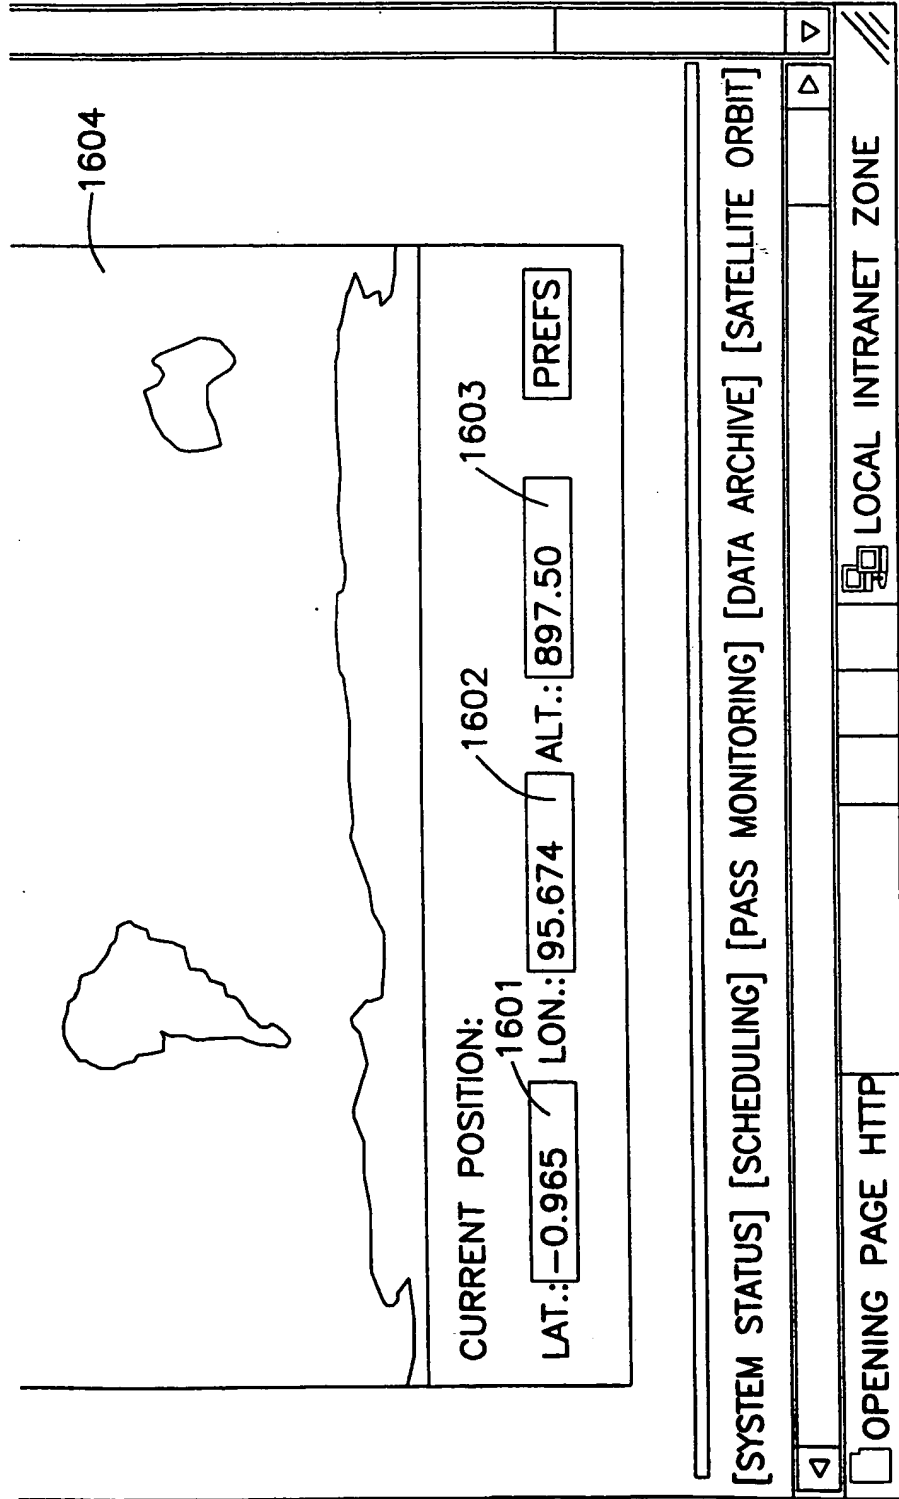 1604
CURRENT POSITION:
1601
1602
1603
LAT.: -0.965 LON.: 95.674 ALT.: 897.50 PREFS
[SYSTEM STATUS] [SCHEDULING] [PASS MONITORING] [DATA ARCHIVE] [SATELLITE ORBIT]
OPENING PAGE HTTP LOCAL INTRANET ZONE